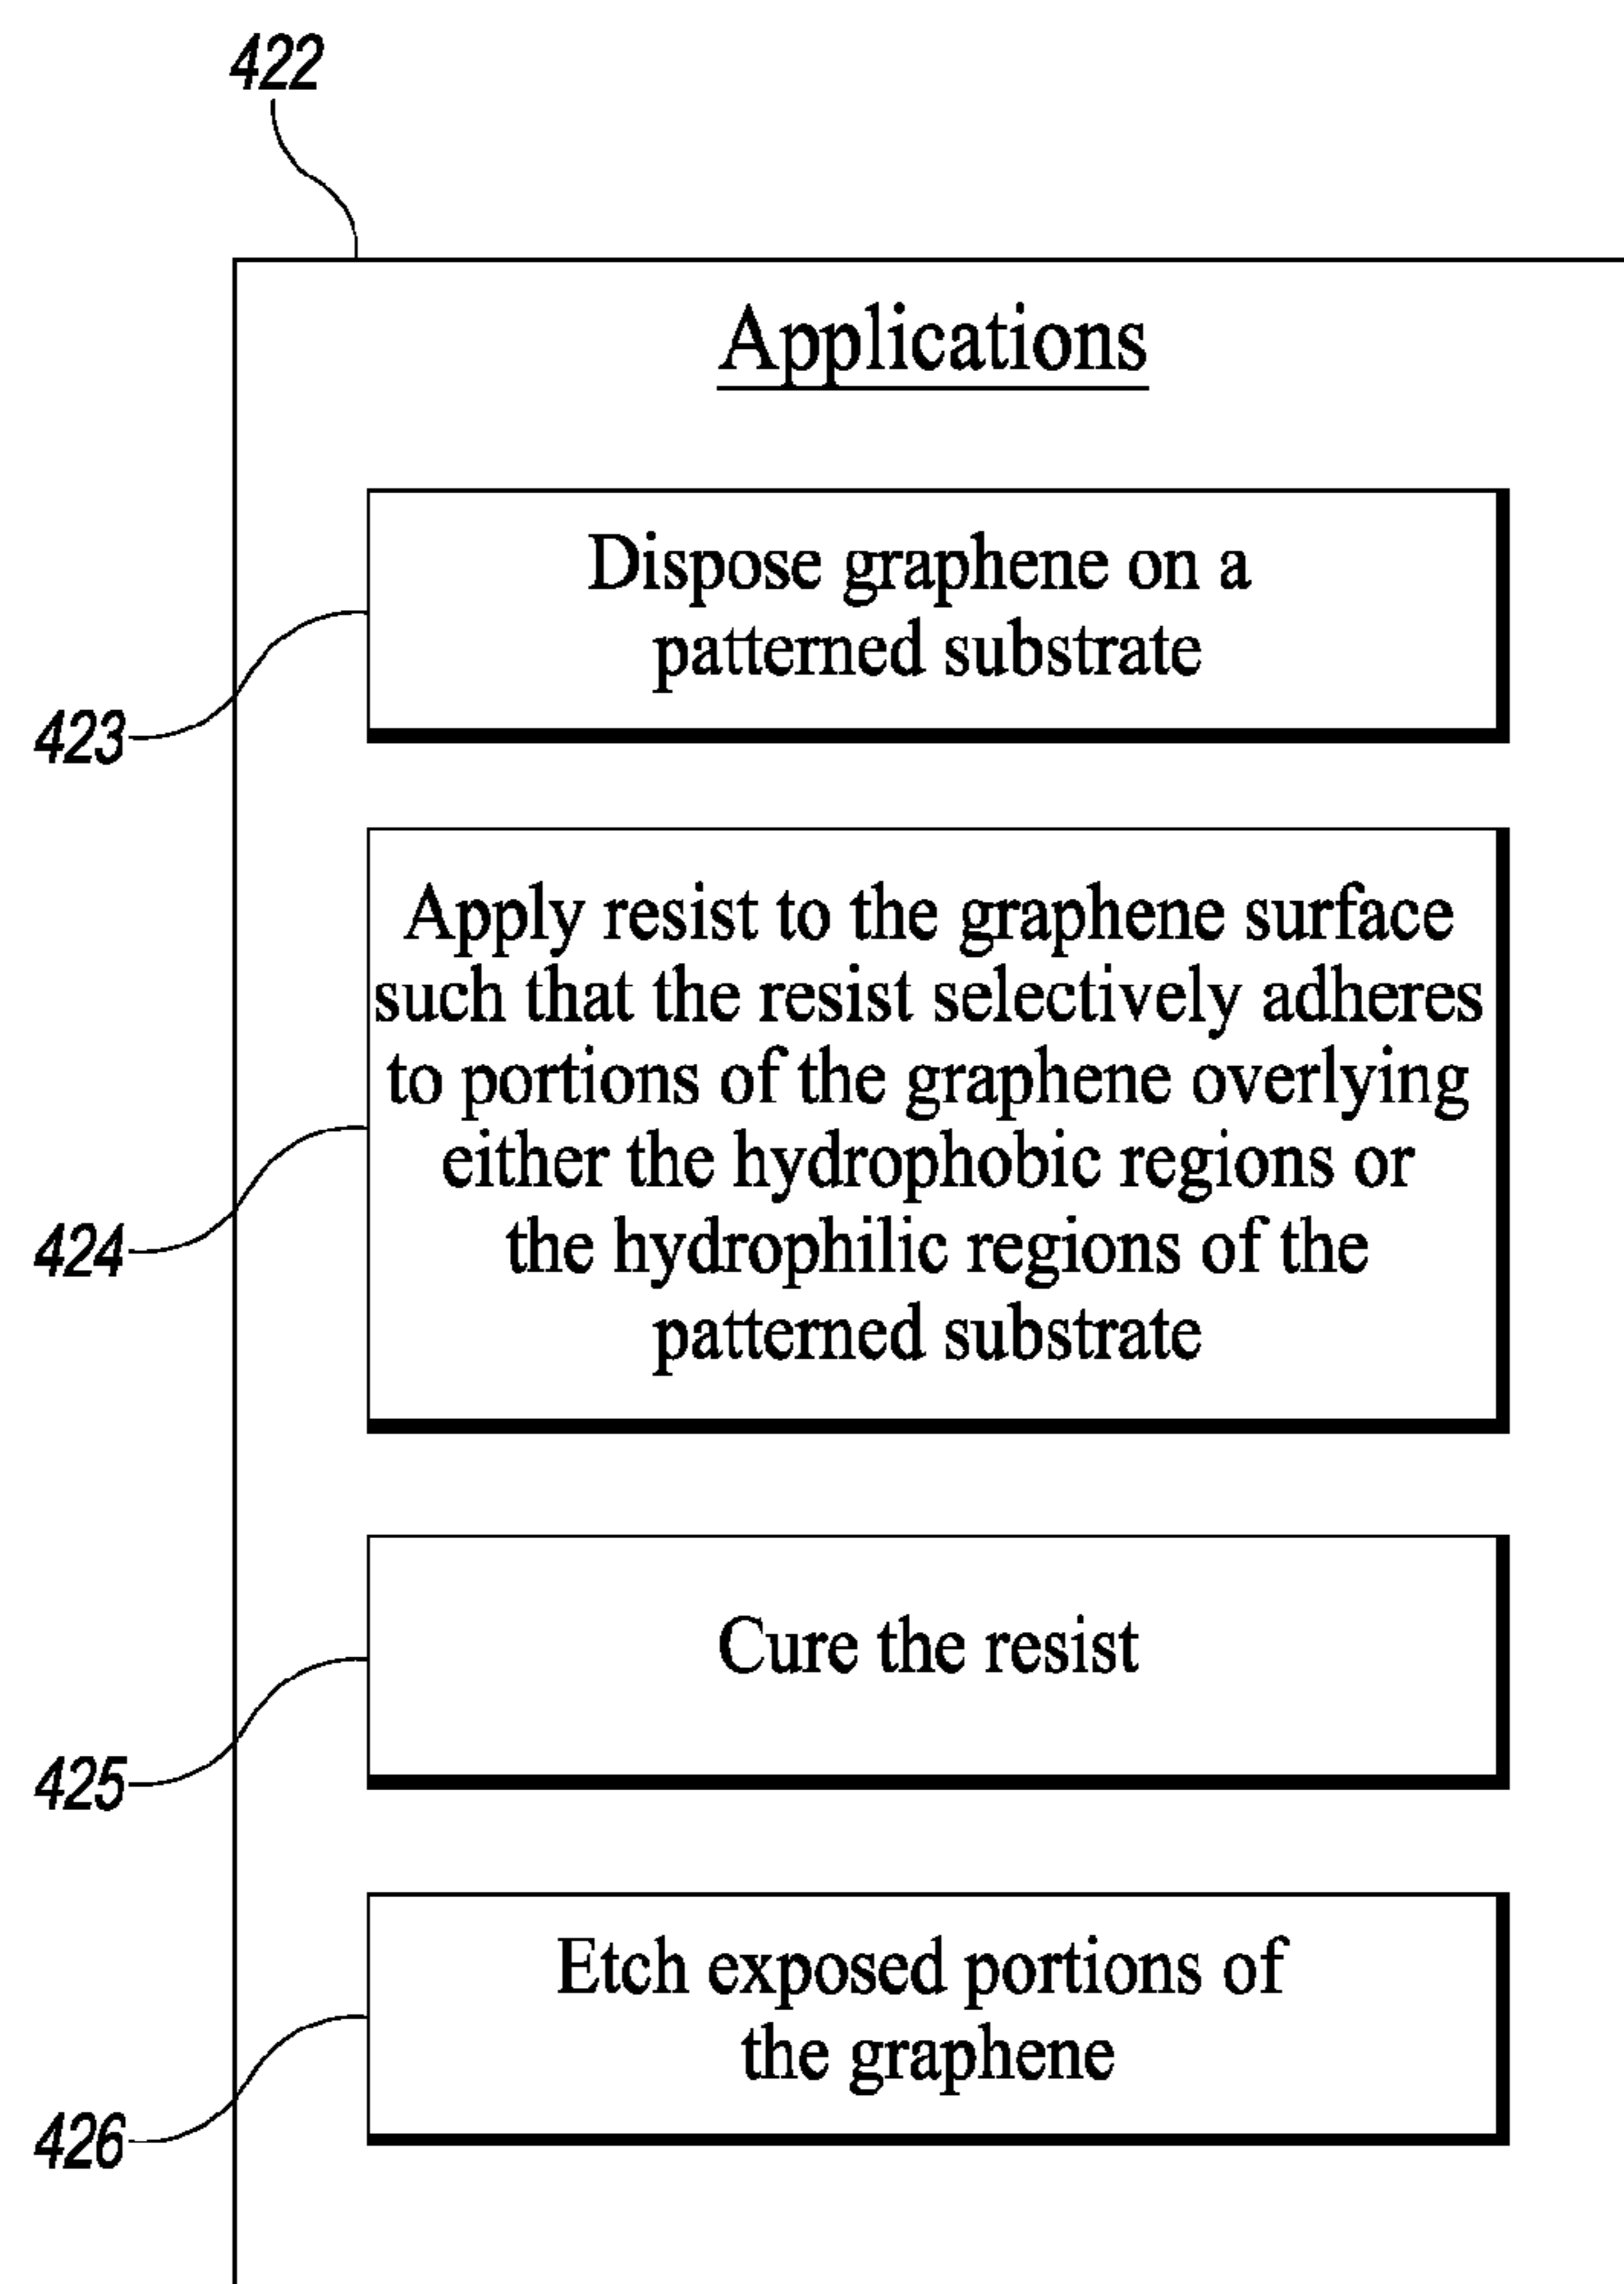 422
Applications
Dispose graphene on a
patterned substrate
423
Apply resist to the graphene surface
such that the resist selectively adheres
to portions of the graphene overlying
either the hydrophobic regions or
the hydrophilic regions of the
patterned substrate
424
Cure the resist
425
Etch exposed portions of
the graphene
426